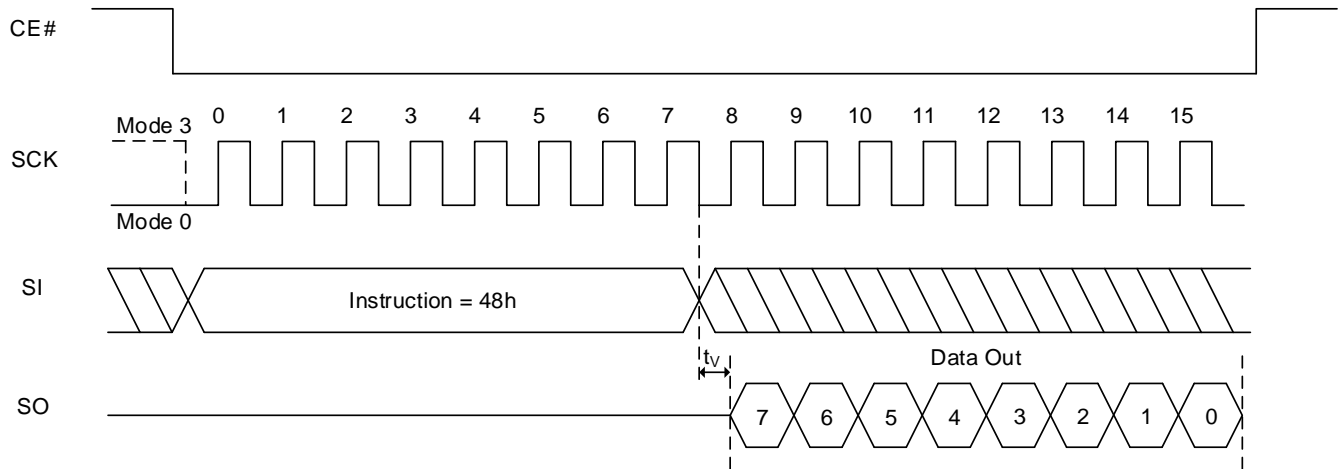 CE#
0 1 2 3 4 5 6 7 8 9 10 11 12 13 14 15
Mode 3
SCK
Mode 0
SI
Instruction = 48h
tV
Data Out
SO
7 6 5 4 3 2 1 0